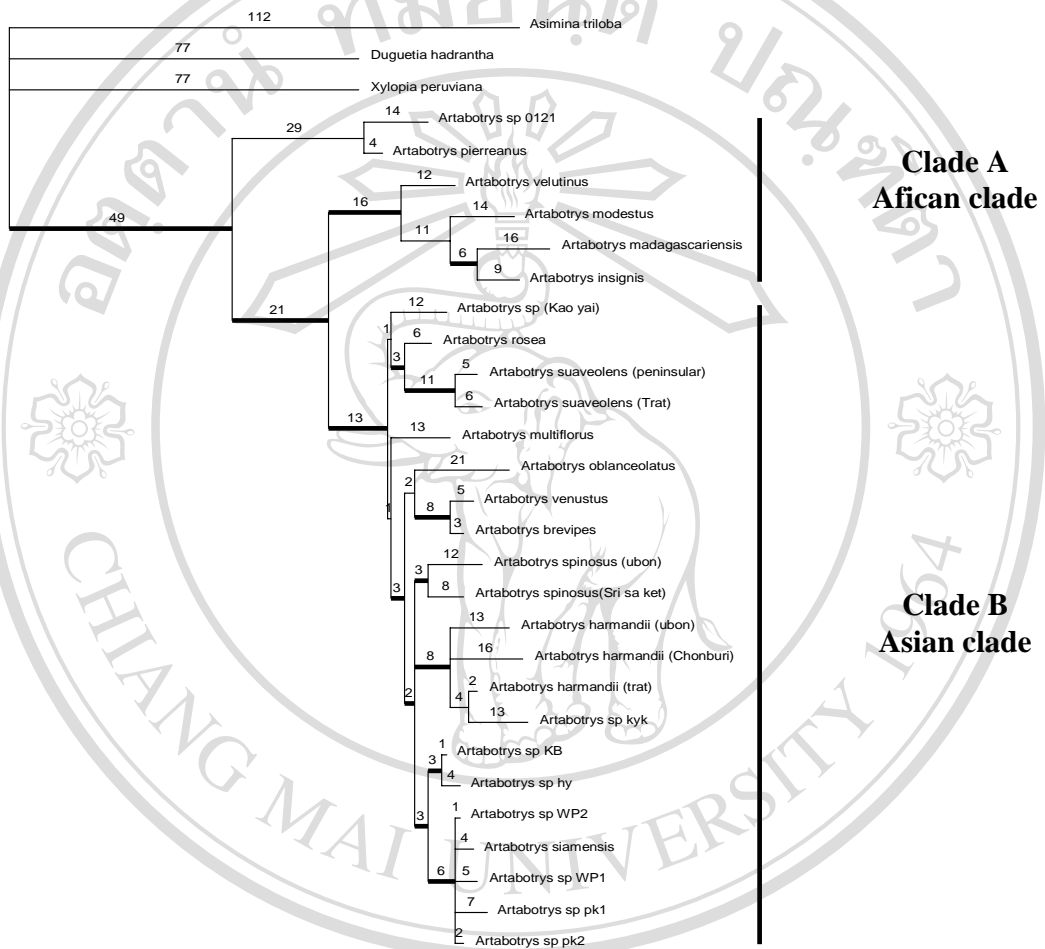 112
Asimina triloba
77
Duguetia hadrantha
77
Xylopia peruviana
14
Artabotrys sp 0121
29
4
Artabotrys pierreanus
12
Artabotrys velutinus
16
14
Artabotrys modestus
49
11
16
Artabotrys madagascariensis
6
9
Artabotrys insignis
21
12
Artabotrys sp (Kao yai)
1
6
Artabotrys rosea
3
5
Artabotrys suaveolens (peninsular)
11
6
Artabotrys suaveolens (Trat)
13
13
Artabotrys multiflorus
21
Artabotrys oblanceolatus
2
5
Artabotrys venustus
1
8
3
Artabotrys brevipes
12
Artabotrys spinosus (ubon)
3
3
8
Artabotrys spinosus(Sri sa ket)
13
Artabotrys harmandii (ubon)
8
16
Artabotrys harmandii (Chonburi)
2
Artabotrys harmandii (trat)
2
4
13
Artabotrys sp kyk
1
Artabotrys sp KB
3
4
Artabotrys sp hy
1
Artabotrys sp WP2
3
4
Artabotrys siamensis
6
5
Artabotrys sp WP1
7
Artabotrys sp pk1
2
Artabotrys sp pk2
Clade A
Afican clade
Clade B
Asian clade
CHIANG MAI UNIVERSITY 1964